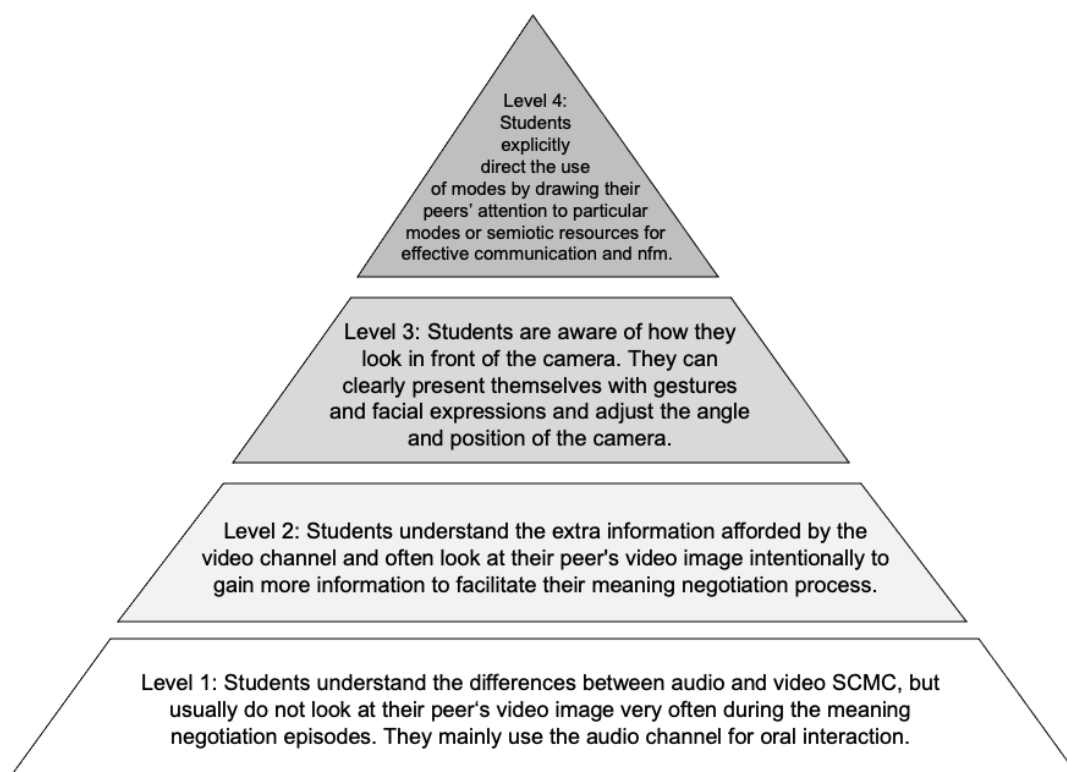 Level 4:
Students
explicitly
direct the use
of modes by drawing their
peers’ attention to particular
modes or semiotic resources for
effective communication and nfm.
Level 3: Students are aware of how they
look in front of the camera. They can
clearly present themselves with gestures
and facial expressions and adjust the angle
and position of the camera.
Level 2: Students understand the extra information afforded by the
video channel and often look at their peer's video image intentionally to
gain more information to facilitate their meaning negotiation process.
Level 1: Students understand the differences between audio and video SCMC, but
usually do not look at their peer‘s video image very often during the meaning
negotiation episodes. They mainly use the audio channel for oral interaction.